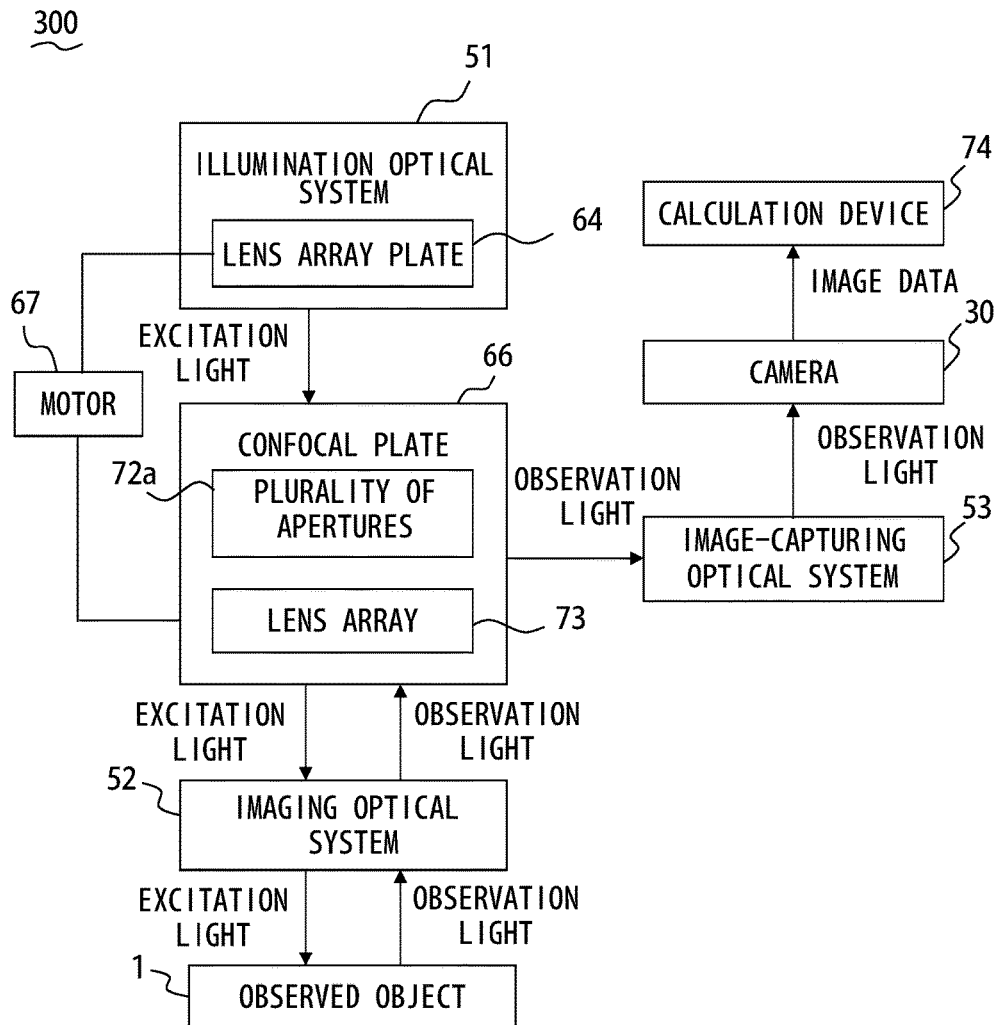 300
51
ILLUMINATION OPTICAL
SYSTEM
64
LENS ARRAY PLATE
74
CALCULATION DEVICE
IMAGE DATA
67
MOTOR
EXCITATION
LIGHT
66
30
CAMERA
CONFOCAL PLATE
72a
PLURALITY OF
APERTURES
OBSERVATION
LIGHT
OBSERVATION
LIGHT
53
IMAGE-CAPTURING
OPTICAL SYSTEM
LENS ARRAY
73
EXCITATION
LIGHT
OBSERVATION
LIGHT
52
IMAGING OPTICAL
SYSTEM
EXCITATION
LIGHT
OBSERVATION
LIGHT
1
OBSERVED OBJECT